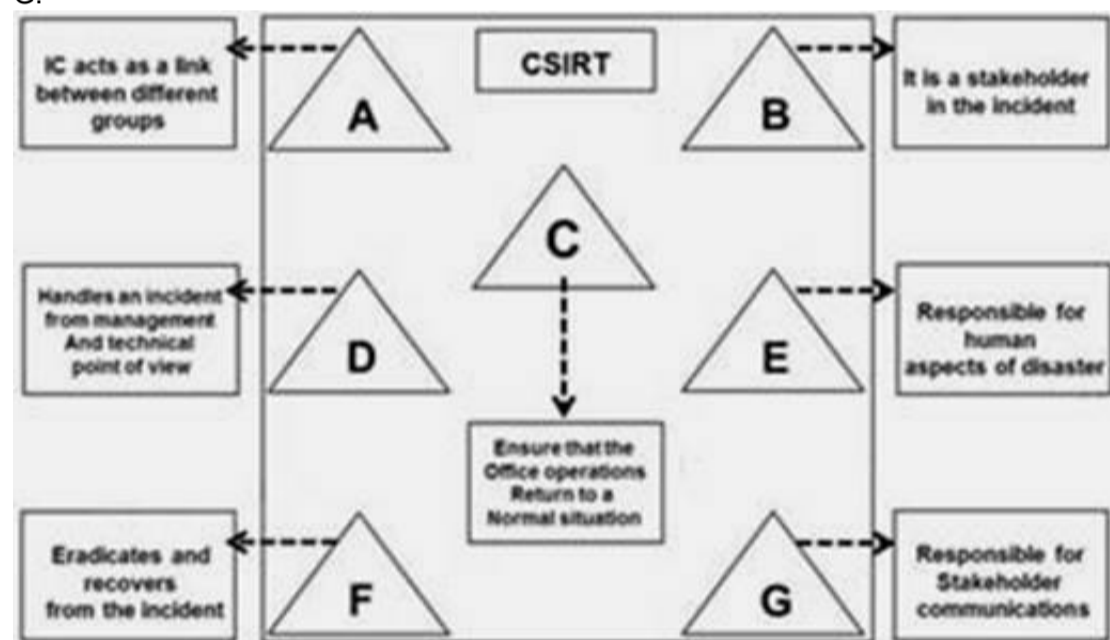 IC acts as a link
between different
groups
A
CSIRT
B
It is a stakeholder
in the incident
C
Handles an incident
from management
And technical
point of view
D
E
Responsible for
human
aspects of disaster
Ensure that the
Office operations
Return to a
Normal situation
Eradicates and
recovers
from the incident
F
G
Responsible for
Stakeholder
communications